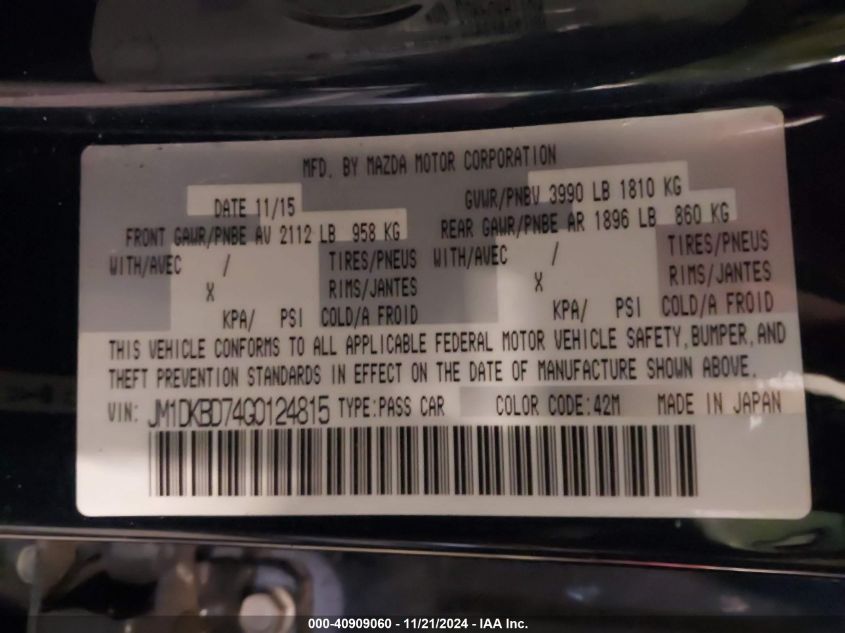 MFD. BY MAZDA MOTOR CORPORATION
DATE 11/15 GVWR/PNBV 3990 LB 1810 KG
FRONT GAWR/PNBE AV 2112 LB 958 KG REAR GAWR/PNBE AR 1896 LB 860 KG
WITH/AVEC / TIRES/PNEUS WITH/AVEC / TIRES/PNEUS
X RIMS/JANTES X RIMS/JANTES
KPA/ PSI COLD/A FROID KPA/ PSI COLD/A FROID
THIS VEHICLE CONFORMS TO ALL APPLICABLE FEDERAL MOTOR VEHICLE SAFETY,BUMPER,AND
THEFT PREVENTION STANDARDS IN EFFECT ON THE DATE OF MANUFACTURE SHOWN ABOVE.
VIN: JM1DKBD74G0124815 TYPE:PASS CAR COLOR CODE:42M MADE IN JAPAN
000-40909060 - 11/21/2024 - IAA Inc.